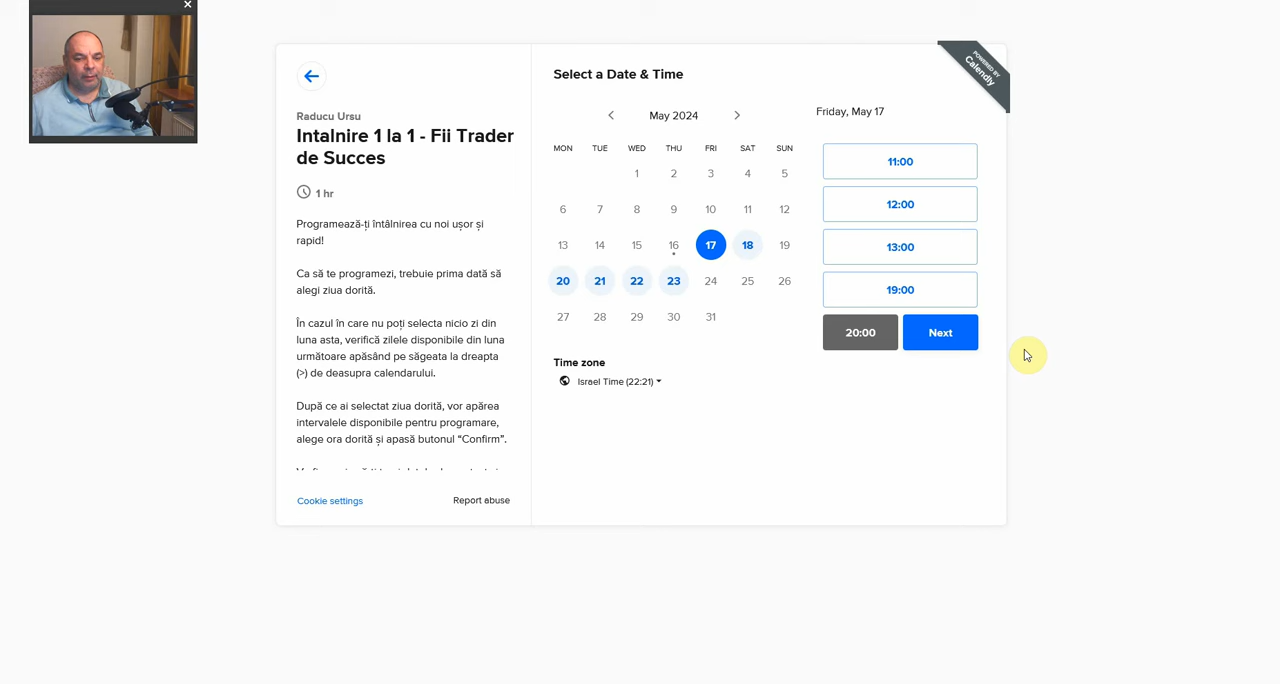 ×
Raducu Ursu
Intalnire 1 la 1 - Fii Trader
de Succes
1 hr
Programează-ți întâlnirea cu noi ușor și
rapid!
Ca să te programezi, trebuie prima dată să
alegi ziua dorită.
În cazul în care nu poți selecta nicio zi din
luna asta, verifică zilele disponibile din luna
următoare apăsând pe săgeata la dreapta
(>) de deasupra calendarului.
După ce ai selectat ziua dorită, vor apărea
intervalele disponibile pentru programare,
alege ora dorită și apasă butonul “Confirm”.
Cookie settings
Report abuse
Select a Date & Time
May 2024
MON TUE WED THU FRI SAT SUN
1 2 3 4 5
6 7 8 9 10 11 12
13 14 15 16 17 18 19
20 21 22 23 24 25 26
27 28 29 30 31
Time zone
Israel Time (22:21)
Friday, May 17
11:00
12:00
13:00
19:00
20:00 Next
POWERED BY
Calendly